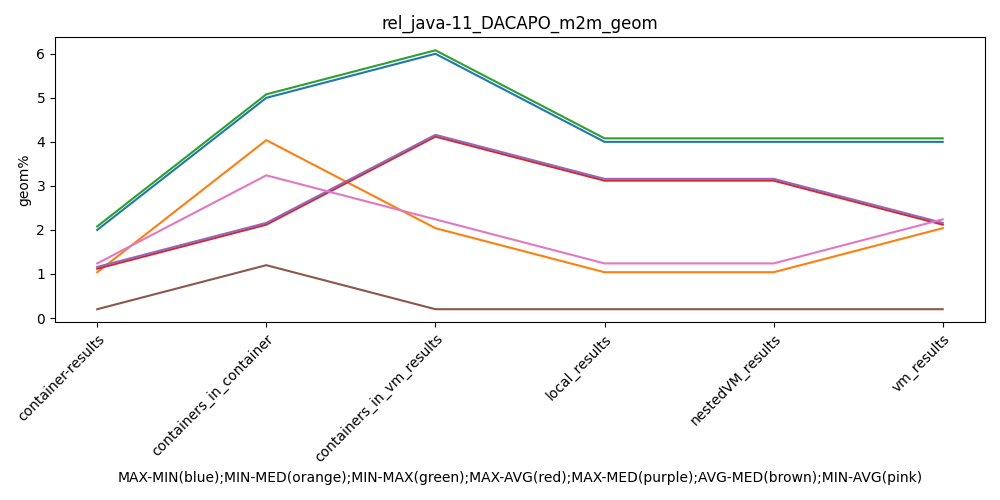 rel_java-11_DACAPO_m2m_geom
geom%
6
5
4
3
2
1
0
container-results
containers_in_container
containers_in_vm_results
local_results
nestedVM_results
vm_results
MAX-MIN(blue);MIN-MED(orange);MIN-MAX(green);MAX-AVG(red);MAX-MED(purple);AVG-MED(brown);MIN-AVG(pink)